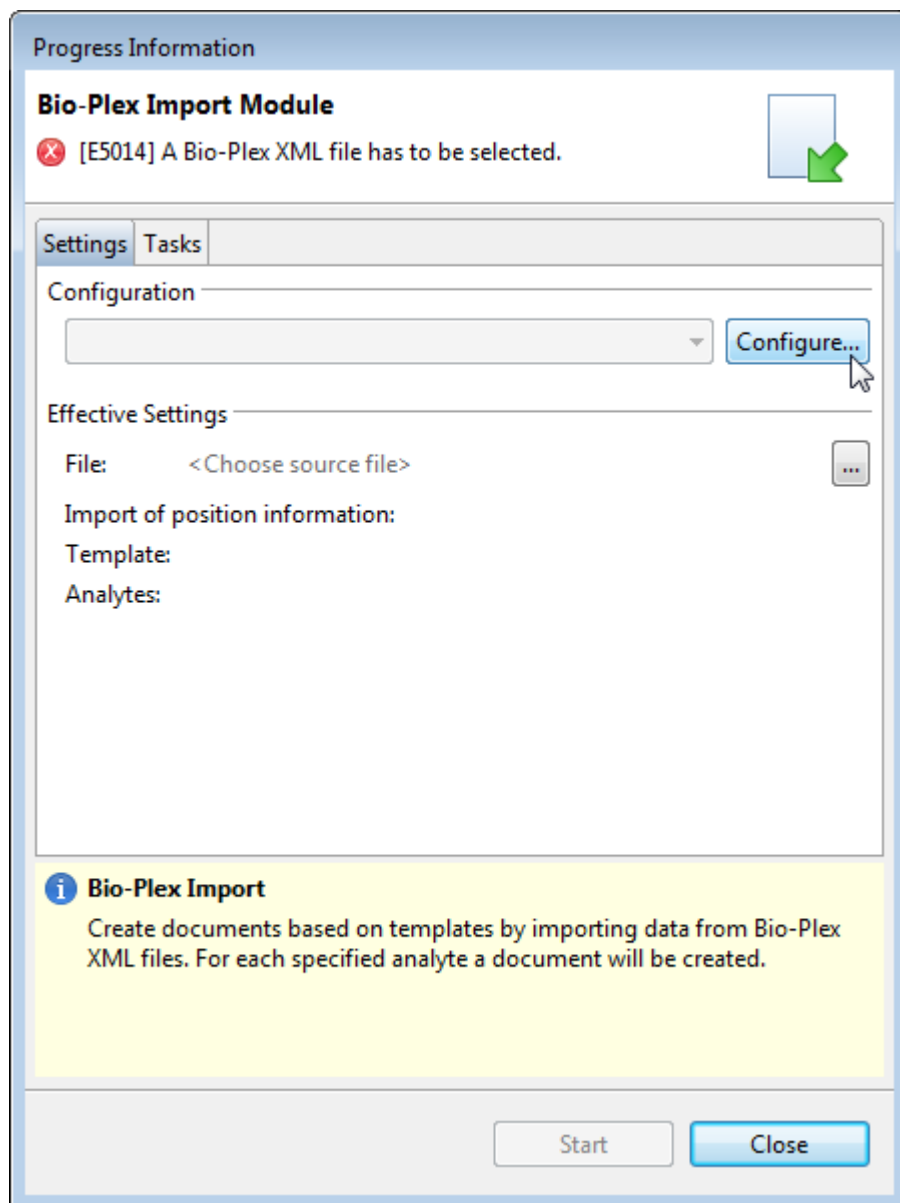 Progress Information
Bio-Plex Import Module
[E5014] A Bio-Plex XML file has to be selected.
Settings Tasks
Configuration
Configure...
Effective Settings
File: <Choose source file> ...
Import of position information:
Template:
Analytes:
Bio-Plex Import
Create documents based on templates by importing data from Bio-Plex
XML files. For each specified analyte a document will be created.
Start Close